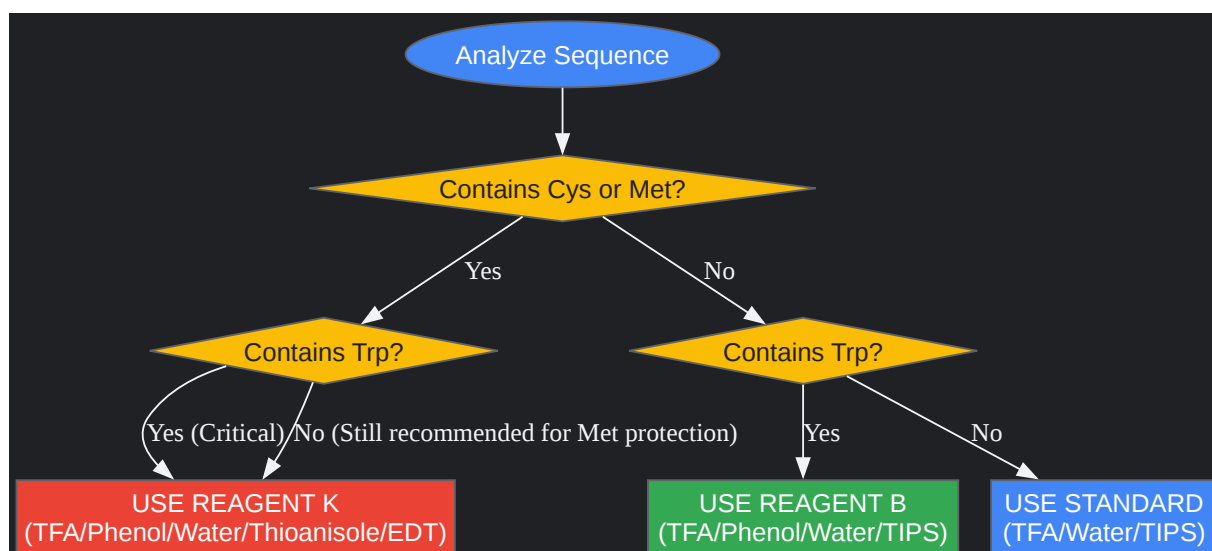 Analyze Sequence
Contains Cys or Met?
Yes
No
Contains Trp?
Contains Trp?
Yes (Critical)
No (Still recommended for Met protection)
Yes
No
USE REAGENT K
(TFA/Phenol/Water/Thioanisole/EDT)
USE REAGENT B
(TFA/Phenol/Water/TIPS)
USE STANDARD
(TFA/Water/TIPS)